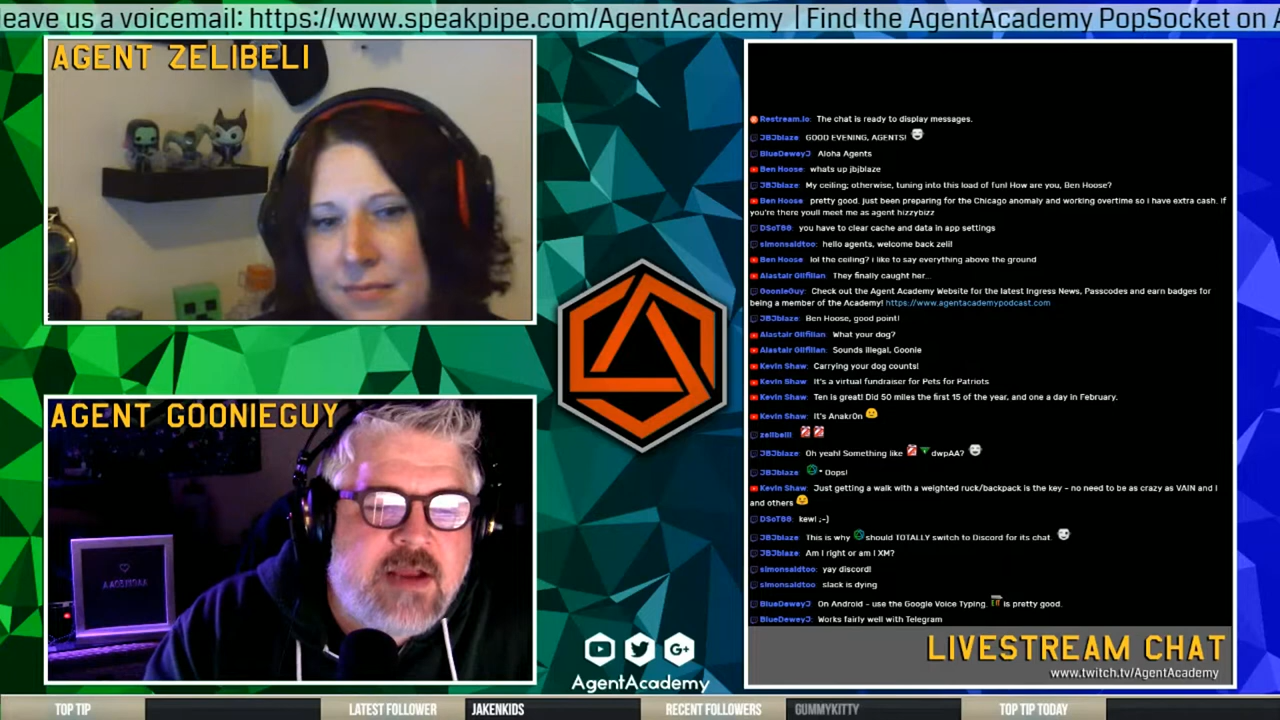 leave us a voicemail: https://www.speakpipe.com/AgentAcademy | Find the AgentAcademy PopSocket on A
AGENT ZELIBELI
AGENT GOONIEGUY
Restream.io: The chat is ready to display messages.
JBJblaze: GOOD EVENING, AGENTS!
BlueDeweyJ: Aloha Agents
Ben Hoose: whats up jbjblaze
JBJblaze: My ceiling; otherwise, tuning into this load of fun! How are you, Ben Hoose?
Ben Hoose: pretty good. just been preparing for the Chicago anomaly and working overtime so i have extra cash. if
you're there youll meet me as agent hizzybizz
DSoT00: you have to clear cache and data in app settings
simonsaidtoo: hello agents, welcome back zeli!
Ben Hoose: lol the ceiling? i like to say everything above the ground
Alastair Gilfillan: They finally caught her...
GoonieGuy: Check out the Agent Academy Website for the latest Ingress News, Passcodes and earn badges for
being a member of the Academy! https://www.agentacademypodcast.com
JBJblaze: Ben Hoose, good point!
Alastair Gilfillan: What your dog?
Alastair Gilfillan: Sounds illegal, Goonie
Kevin Shaw: Carrying your dog counts!
Kevin Shaw: It's a virtual fundraiser for Pets for Patriots
Kevin Shaw: Ten is great! Did 50 miles the first 15 of the year, and one a day in February.
Kevin Shaw: It's Anakr0n
zelibeli:
JBJblaze: Oh yeah! Something like dwpAA?
JBJblaze: * Oops!
Kevin Shaw: Just getting a walk with a weighted ruck/backpack is the key - no need to be as crazy as VAIN and I
and others
DSoT00: kewl ;-)
JBJblaze: This is why should TOTALLY switch to Discord for its chat.
JBJblaze: Am I right or am I XM?
simonsaidtoo: yay discord!
simonsaidtoo: slack is dying
BlueDeweyJ: On Android - use the Google Voice Typing. It is pretty good.
BlueDeweyJ: Works fairly well with Telegram
LIVESTREAM CHAT
www.twitch.tv/AgentAcademy
G+
AgentAcademy
TOP TIP
LATEST FOLLOWER
JAKENKIDS
RECENT FOLLOWERS
GUMMYKITTY
TOP TIP TODAY